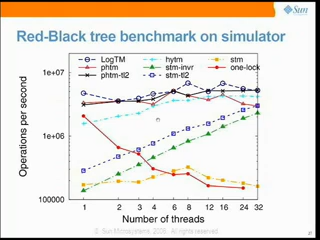 Sun
Red-Black tree benchmark on simulator
LogTM hytm stm
phtm stm-invr one-lock
phtm-tl2 stm-tl2
1e+07
1e+06
100000
Operations per second
1 2 3 4 6 8 12 16 24 32
Number of threads
© Sun Microsystems, 2008. All rights reserved.